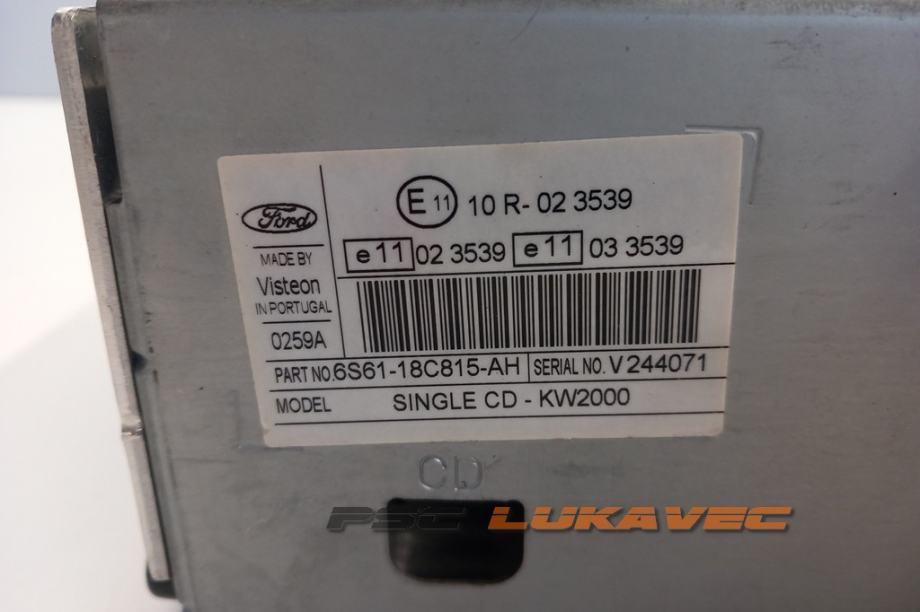 Ford
MADE BY
Visteon
IN PORTUGAL
0259A
E 11 10 R- 02 3539
e 11 02 3539 e 11 03 3539
PART NO. 6S61-18C815-AH SERIAL NO. V 244071
MODEL SINGLE CD - KW2000
CD
PSC LUKAVEC